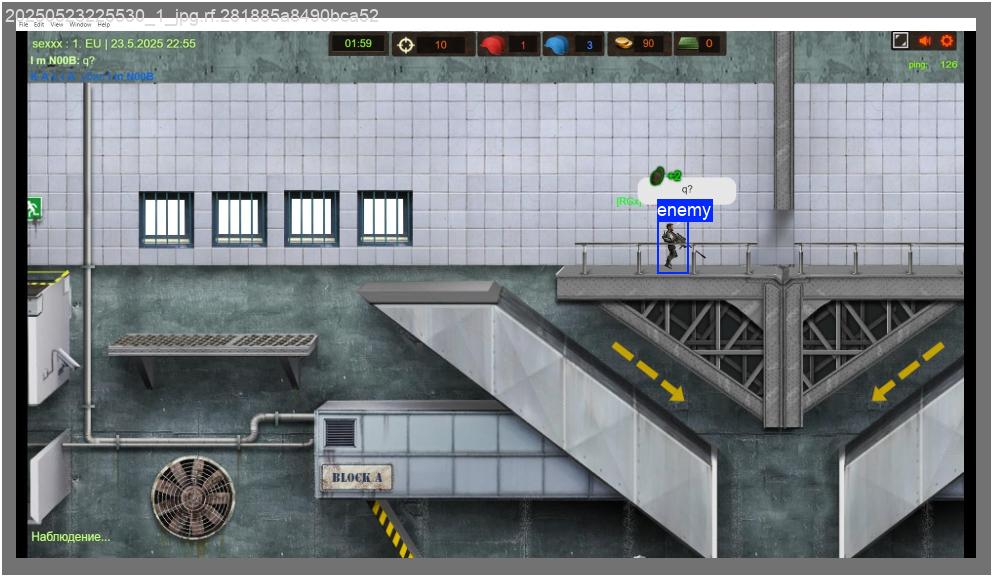 20250523225530_1_jpg.rf.281885a8490bca52
File Edit View Window Help
sexxx : 1. EU | 23.5.2025 22:55
01:59
10
1
3
90
0
I m N00B: q?
ping: 126
+2
q?
enemy
BLOCK A
Наблюдение...